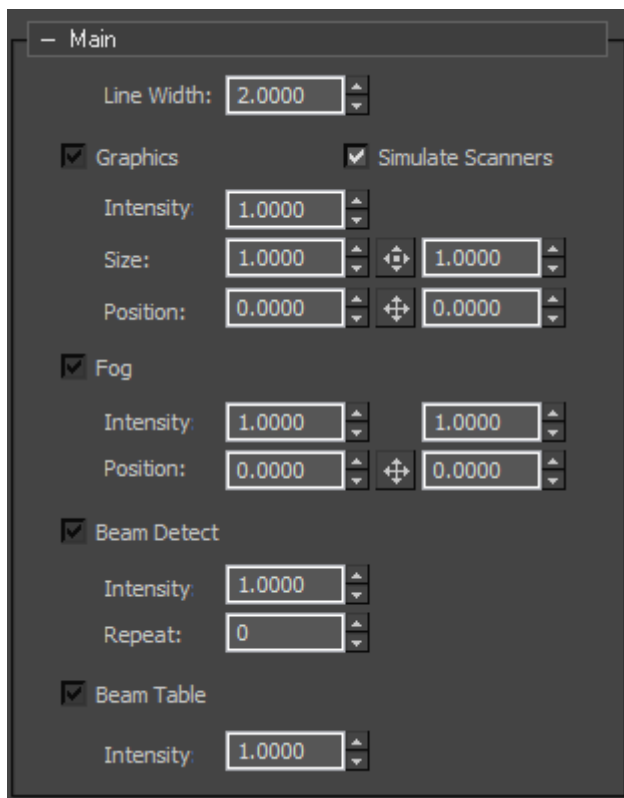 – Main
Line Width: 2.0000
Graphics Simulate Scanners
Intensity: 1.0000
Size: 1.0000 1.0000
Position: 0.0000 0.0000
Fog
Intensity: 1.0000 1.0000
Position: 0.0000 0.0000
Beam Detect
Intensity: 1.0000
Repeat: 0
Beam Table
Intensity: 1.0000